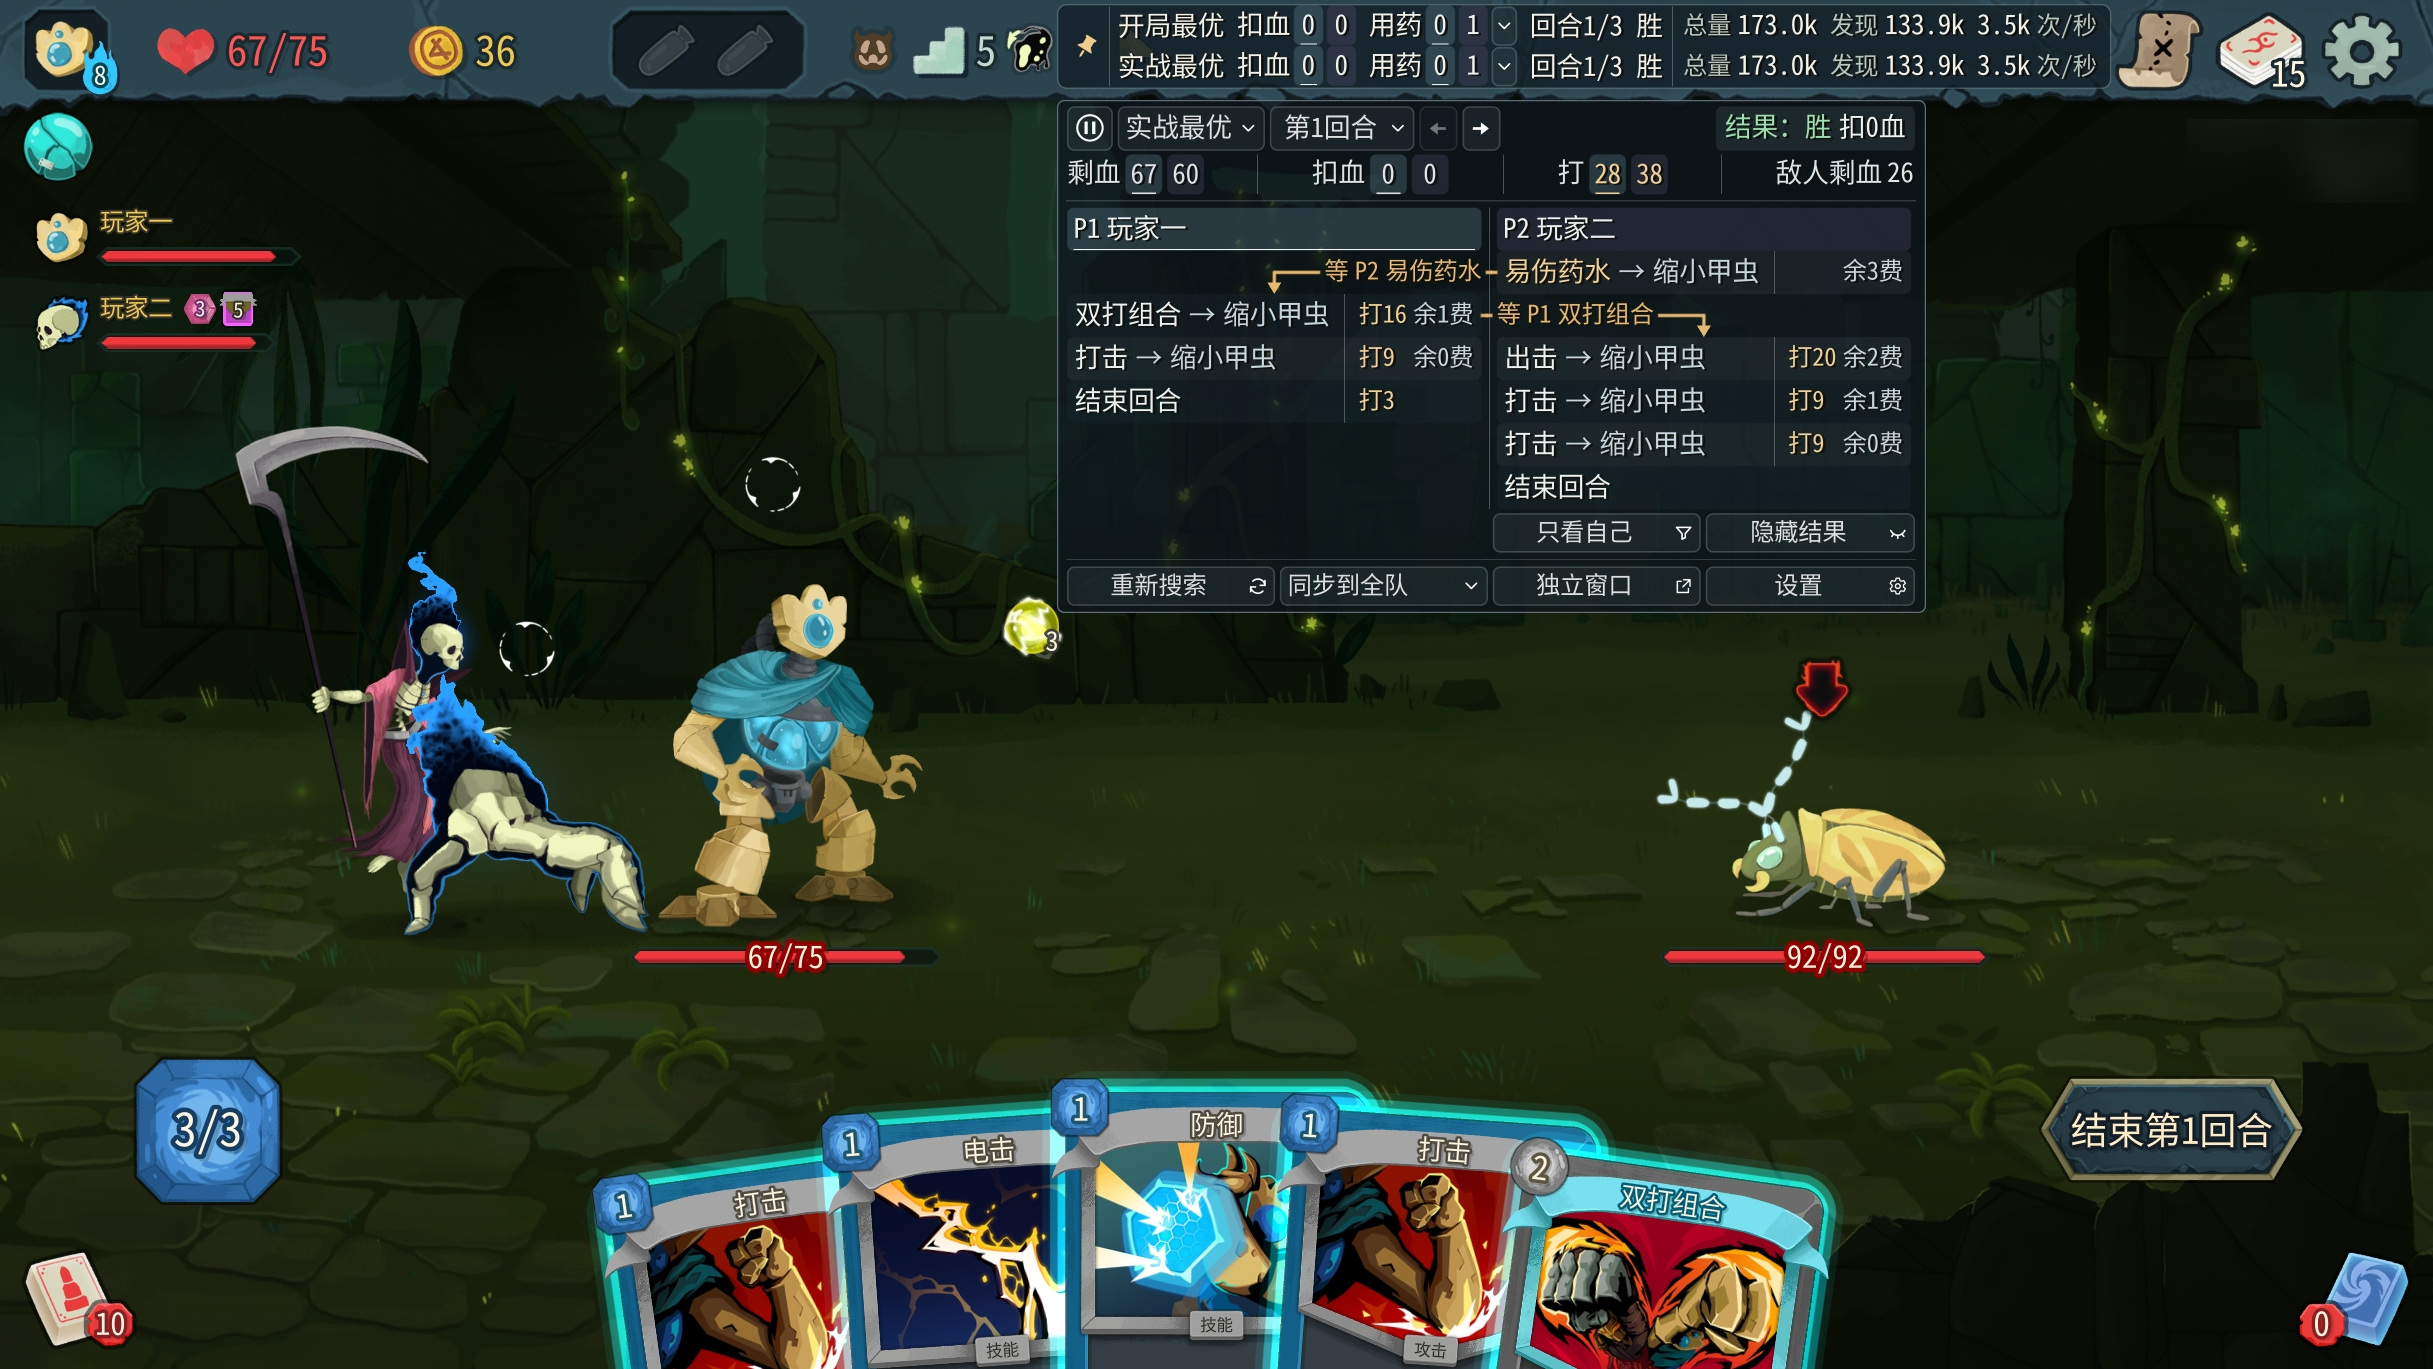 8
67/75
36
5
开局最优 扣血 0 0 用药 0 1 回合1/3 胜 总量 173.0k 发现 133.9k 3.5k 次/秒
实战最优 扣血 0 0 用药 0 1 回合1/3 胜 总量 173.0k 发现 133.9k 3.5k 次/秒
15
实战最优 第1回合 结果：胜 扣0血
剩血 67 60 扣血 0 0 打 28 38 敌人剩血 26
P1 玩家一 P2 玩家二
等 P2 易伤药水 易伤药水 → 缩小甲虫 余3费
双打组合 → 缩小甲虫 打16 余1费 等 P1 双打组合
打击 → 缩小甲虫 打9 余0费 出击 → 缩小甲虫 打20 余2费
结束回合 打3 打击 → 缩小甲虫 打9 余1费
打击 → 缩小甲虫 打9 余0费
结束回合
只看自己 隐藏结果
重新搜索 同步到全队 独立窗口 设置
玩家一
玩家二 3 5
3
67/75
92/92
3/3
结束第1回合
1 打击
1 电击 技能
1 防御 技能
1 打击 攻击
2 双打组合
10
0